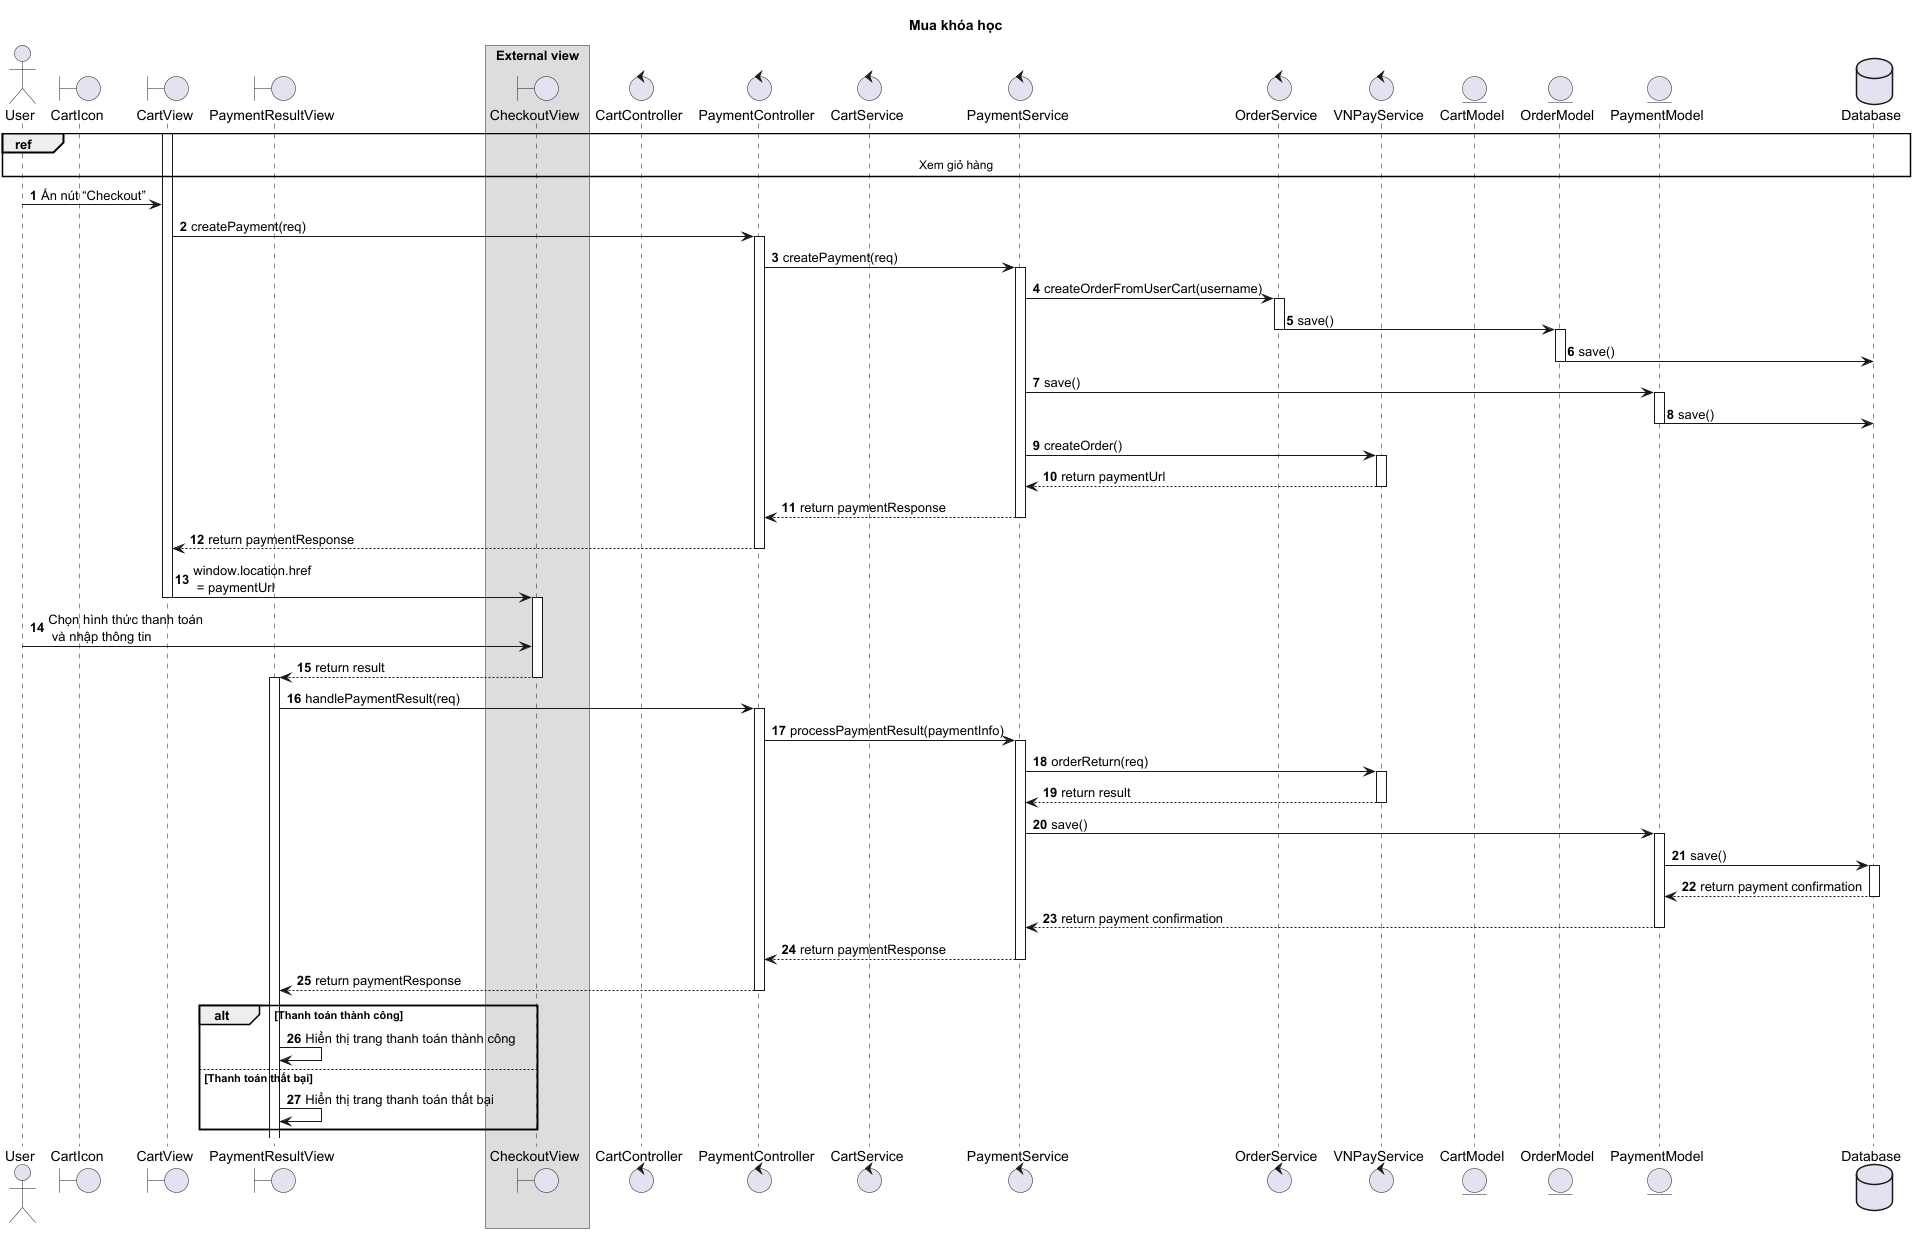 Mua khóa học
External view
User
CartIcon
CartView
PaymentResultView
CheckoutView
CartController
PaymentController
CartService
PaymentService
OrderService
VNPayService
CartModel
OrderModel
PaymentModel
Database
ref
Xem giỏ hàng
1 Ấn nút “Checkout”
2 createPayment(req)
3 createPayment(req)
4 createOrderFromUserCart(username)
5 save()
6 save()
7 save()
8 save()
9 createOrder()
10 return paymentUrl
11 return paymentResponse
12 return paymentResponse
13 window.location.href
= paymentUrl
14 Chọn hình thức thanh toán
và nhập thông tin
15 return result
16 handlePaymentResult(req)
17 processPaymentResult(paymentInfo)
18 orderReturn(req)
19 return result
20 save()
21 save()
22 return payment confirmation
23 return payment confirmation
24 return paymentResponse
25 return paymentResponse
alt [Thanh toán thành công]
26 Hiển thị trang thanh toán thành công
[Thanh toán thất bại]
27 Hiển thị trang thanh toán thất bại
User
CartIcon
CartView
PaymentResultView
CheckoutView
CartController
PaymentController
CartService
PaymentService
OrderService
VNPayService
CartModel
OrderModel
PaymentModel
Database